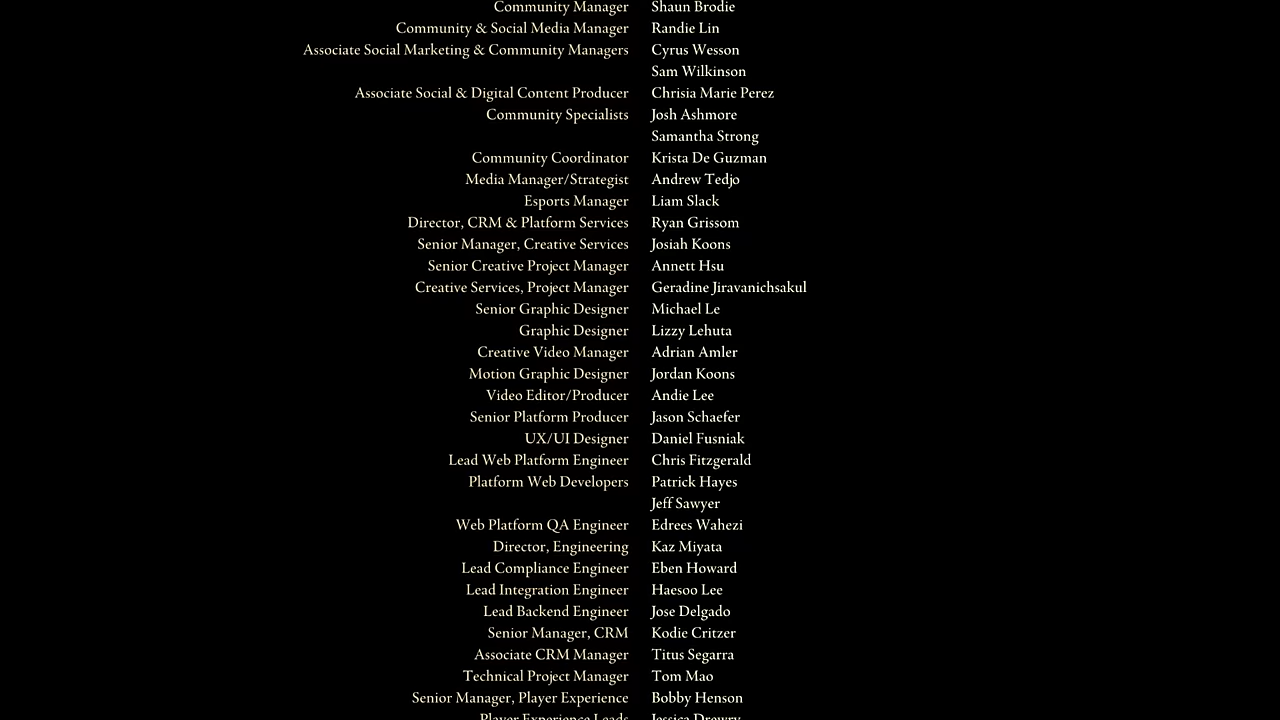 Community Manager Shaun Brodie
Community & Social Media Manager Randie Lin
Associate Social Marketing & Community Managers Cyrus Wesson
Sam Wilkinson
Associate Social & Digital Content Producer Chrisia Marie Perez
Community Specialists Josh Ashmore
Samantha Strong
Community Coordinator Krista De Guzman
Media Manager/Strategist Andrew Tedjo
Esports Manager Liam Slack
Director, CRM & Platform Services Ryan Grissom
Senior Manager, Creative Services Josiah Koons
Senior Creative Project Manager Annett Hsu
Creative Services, Project Manager Geradine Jiravanichsakul
Senior Graphic Designer Michael Le
Graphic Designer Lizzy Lehuta
Creative Video Manager Adrian Amler
Motion Graphic Designer Jordan Koons
Video Editor/Producer Andie Lee
Senior Platform Producer Jason Schaefer
UX/UI Designer Daniel Fusniak
Lead Web Platform Engineer Chris Fitzgerald
Platform Web Developers Patrick Hayes
Jeff Sawyer
Web Platform QA Engineer Edrees Wahezi
Director, Engineering Kaz Miyata
Lead Compliance Engineer Eben Howard
Lead Integration Engineer Haesoo Lee
Lead Backend Engineer Jose Delgado
Senior Manager, CRM Kodie Critzer
Associate CRM Manager Titus Segarra
Technical Project Manager Tom Mao
Senior Manager, Player Experience Bobby Henson
Player Experience Leads Jessica Drewry